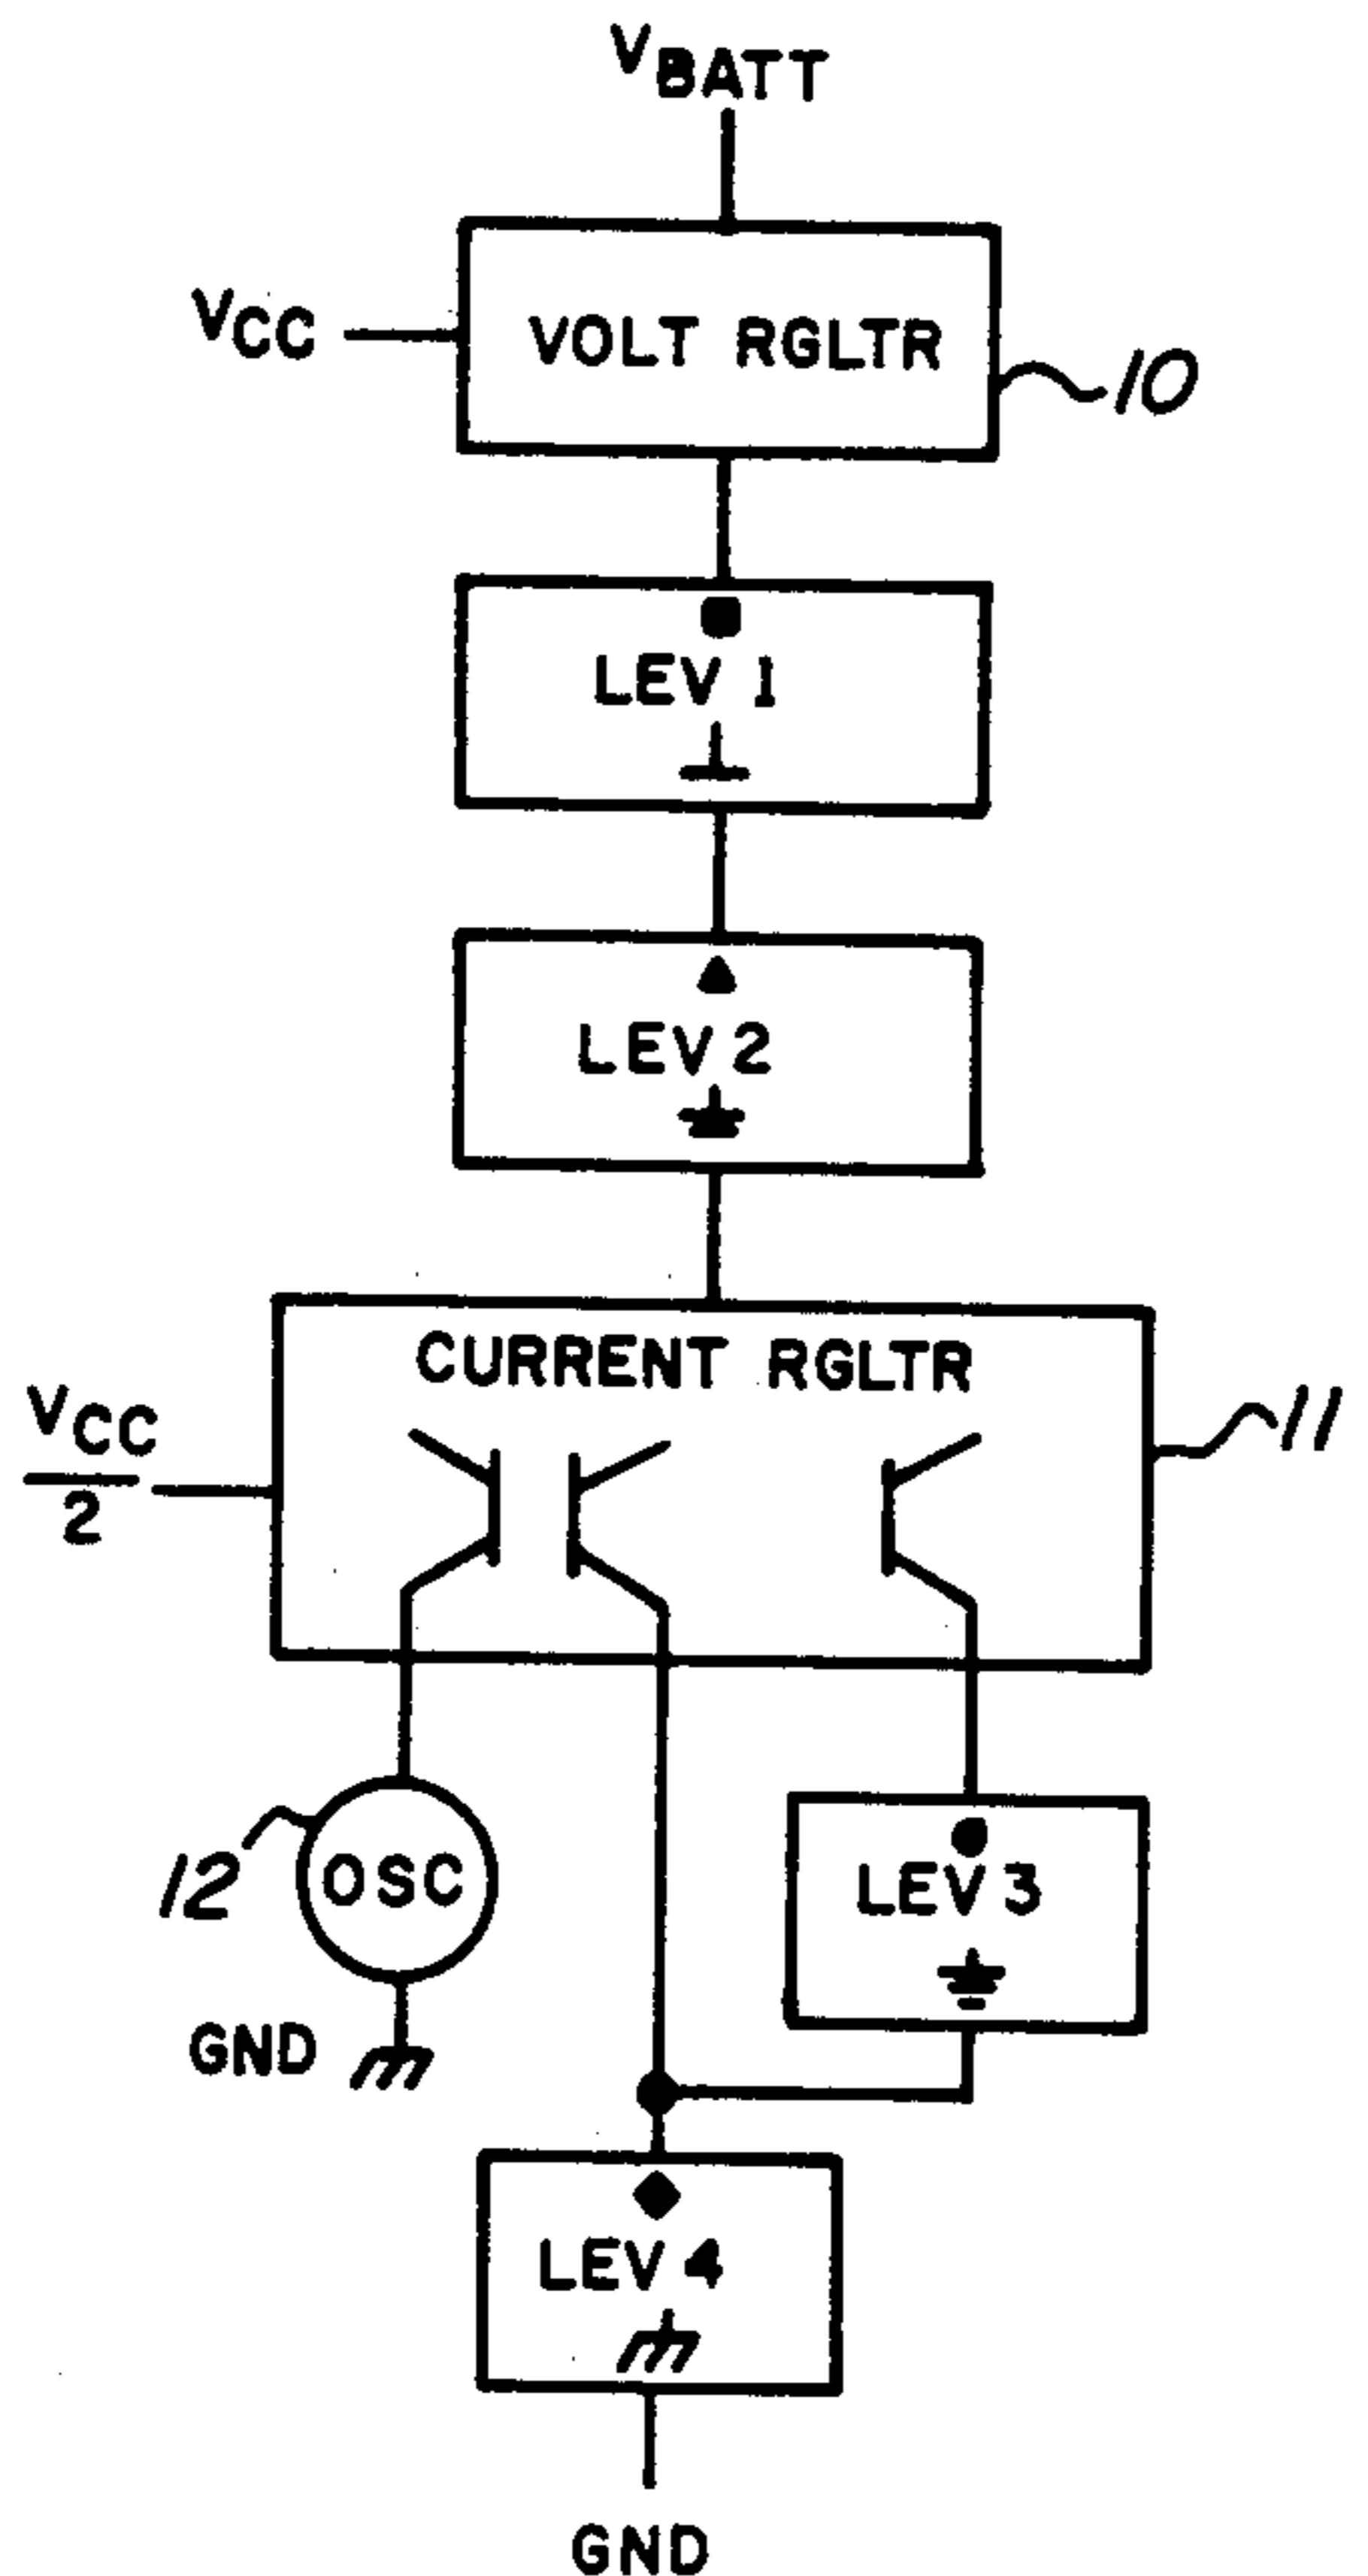 VBATT
VCC
VOLT RGLTR
10
LEV 1
LEV 2
CURRENT RGLTR
VCC
2
11
12
OSC
LEV 3
GND
LEV 4
GND